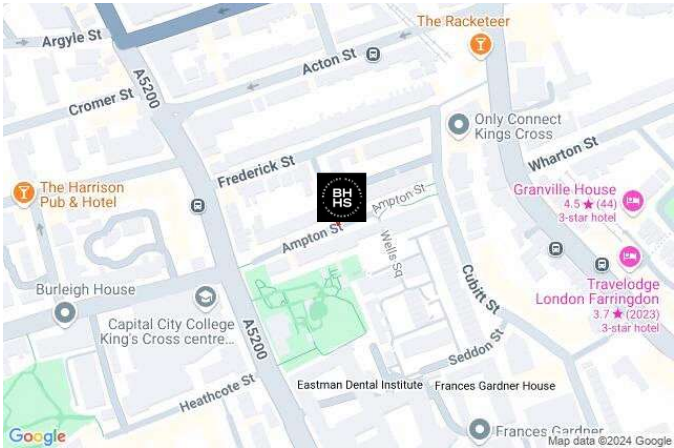 The Racketeer
Argyle St
Acton St
A5200
Cromer St
Only Connect
Kings Cross
Wharton St
Frederick St
The Harrison
Pub & Hotel
BH
HS
Ampton St
Granville House
4.5 ★ (44)
3-star hotel
Ampton St
Wells Sq
Burleigh House
Cubitt St
Travelodge
London Farringdon
3.7 ★ (2023)
3-star hotel
Capital City College
King's Cross centre...
A5200
Seddon St
Heathcote St
Eastman Dental Institute
Frances Gardner House
Frances Gardner
Google
Map data ©2024 Google